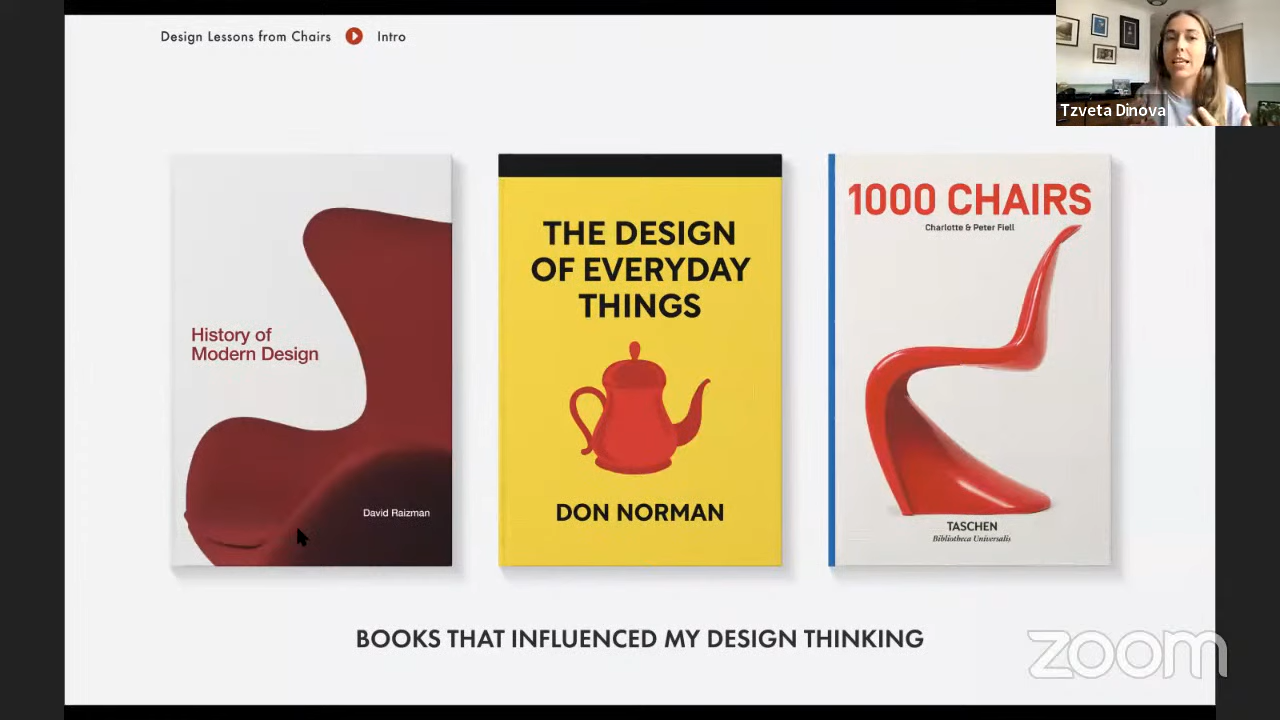 Design Lessons from Chairs Intro
Tzveta Dinova
History of
Modern Design
David Raizman
THE DESIGN
OF EVERYDAY
THINGS
DON NORMAN
1000 CHAIRS
Charlotte & Peter Fiell
TASCHEN
Bibliotheca Universalis
BOOKS THAT INFLUENCED MY DESIGN THINKING
zoom